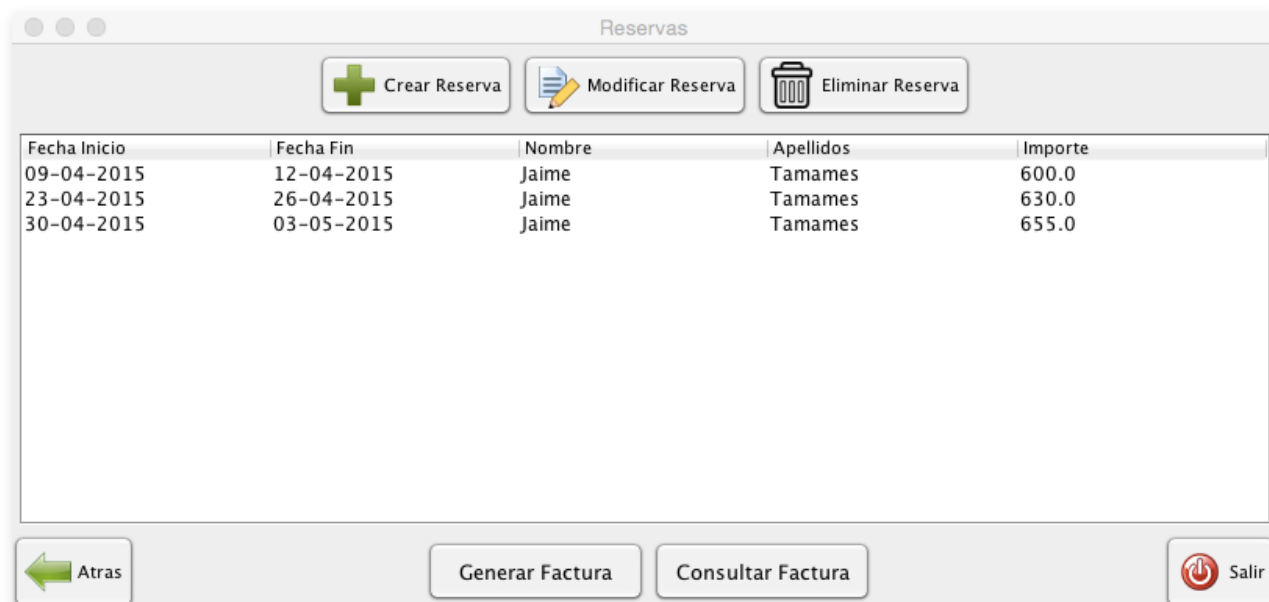 Reservas
Crear Reserva Modificar Reserva Eliminar Reserva
Fecha Inicio Fecha Fin Nombre Apellidos Importe
09-04-2015 12-04-2015 Jaime Tamames 600.0
23-04-2015 26-04-2015 Jaime Tamames 630.0
30-04-2015 03-05-2015 Jaime Tamames 655.0
Atras Generar Factura Consultar Factura Salir